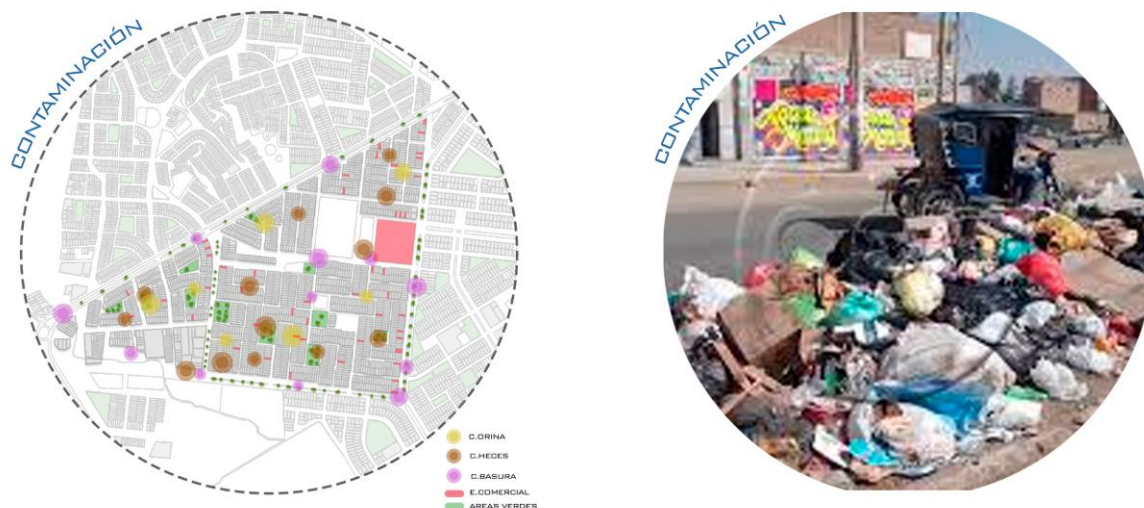 CONTAMINACIÓN
C.ORINA
C.HECES
C.BASURA
E.COMERCIAL
AREAS VERDES
CONTAMINACIÓN